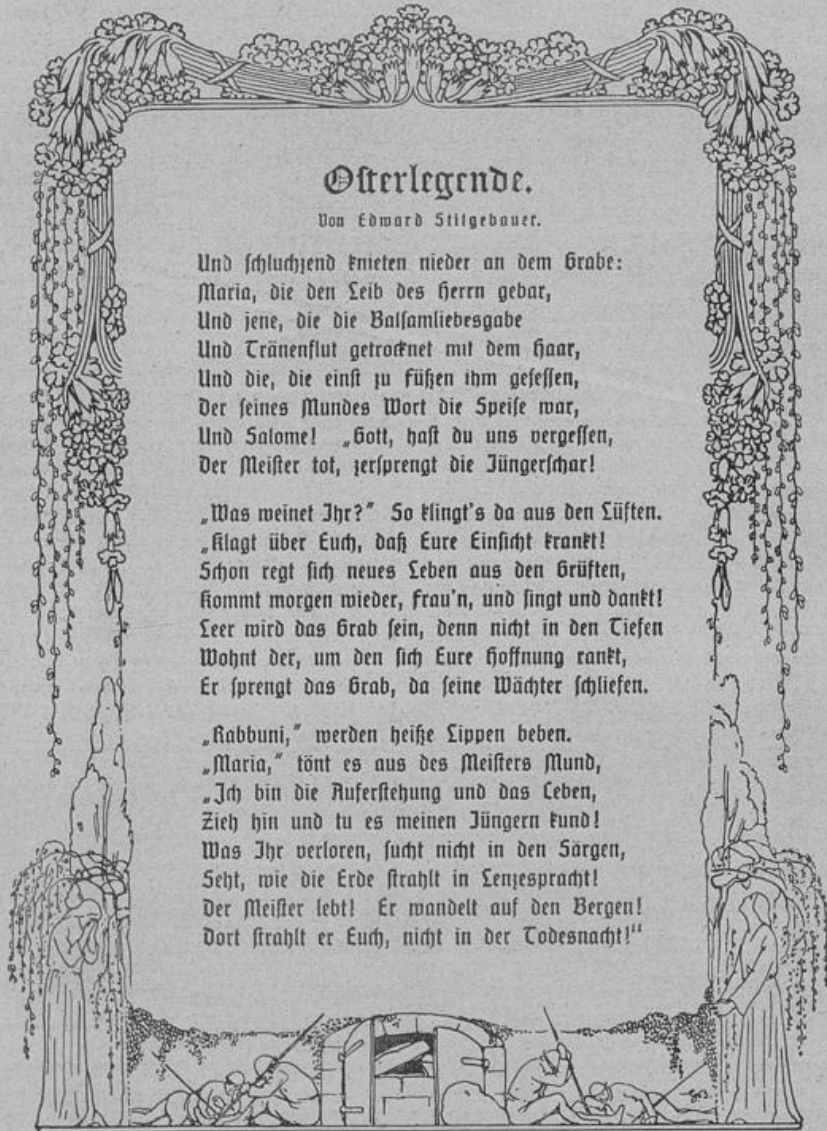 Osterlegende.
Von Edward Stilgebauer.
Und schluchzend knieten nieder an dem Grabe:
Maria, die den Leib des Herrn gebar,
Und jene, die die Balsamliebesgabe
Und Tränenflut getrocknet mit dem Haar,
Und die, die einst zu Füßen ihm gesessen,
Der seines Mundes Wort die Speise war,
Und Salome! „Gott, hast du uns vergessen,
Der Meister tot, zersprengt die Jüngerschar!
„Was weinet Ihr?“ So klingt's da aus den Lüften.
„Klagt über Euch, daß Eure Einsicht krankt!
Schon regt sich neues Leben aus den Grüften,
Kommt morgen wieder, Frau'n, und singt und dankt!
Leer wird das Grab sein, denn nicht in den Tiefen
Wohnt der, um den sich Eure Hoffnung rankt,
Er sprengt das Grab, da seine Wächter schliefen.
„Rabbuni,“ werden heiße Lippen beben.
„Maria,“ tönt es aus des Meisters Mund,
„Ich bin die Auferstehung und das Leben,
Zieh hin und tu es meinen Jüngern kund!
Was Ihr verloren, sucht nicht in den Särgen,
Seht, wie die Erde strahlt in Lenzespracht!
Der Meister lebt! Er wandelt auf den Bergen!
Dort strahlt er Euch, nicht in der Todesnacht!“